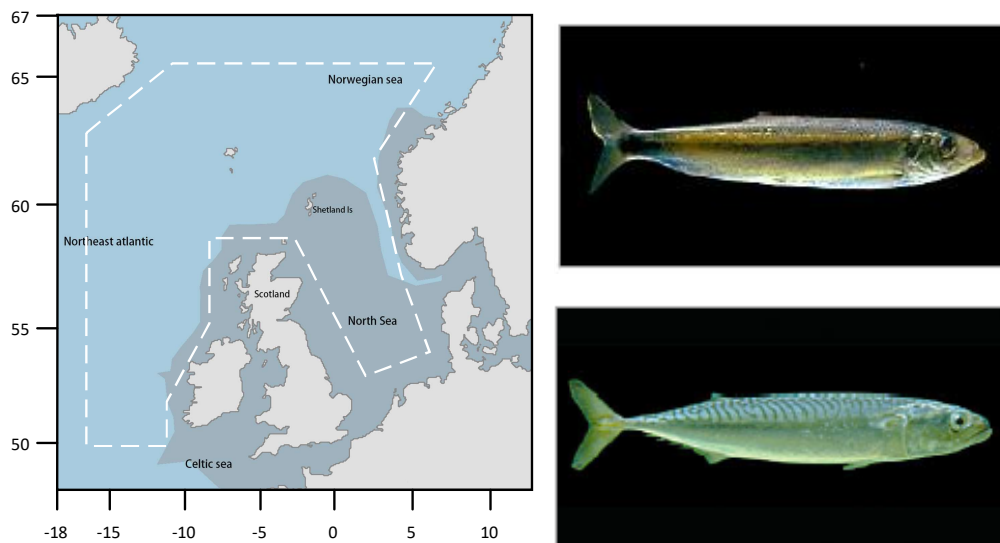 67
65
60
55
50
Norwegian sea
Shetland Is
Northeast atlantic
Scotland
North Sea
Celtic sea
-18 -15 -10 -5 0 5 10